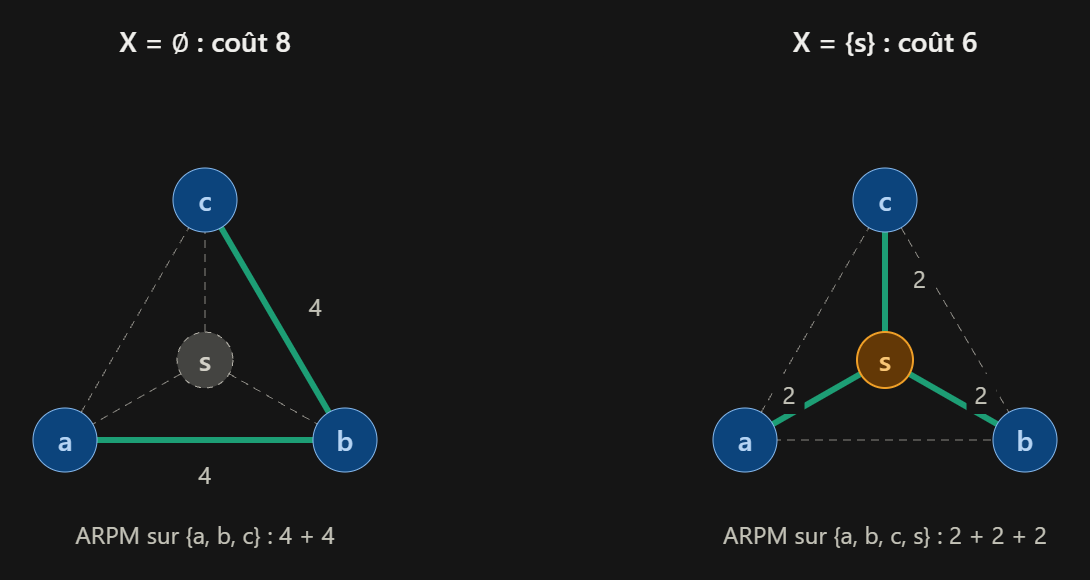 X = ∅ : coût 8
X = {s} : coût 6
c
4
s
a
b
4
ARPM sur {a, b, c} : 4 + 4
c
2
s
2
2
a
b
ARPM sur {a, b, c, s} : 2 + 2 + 2